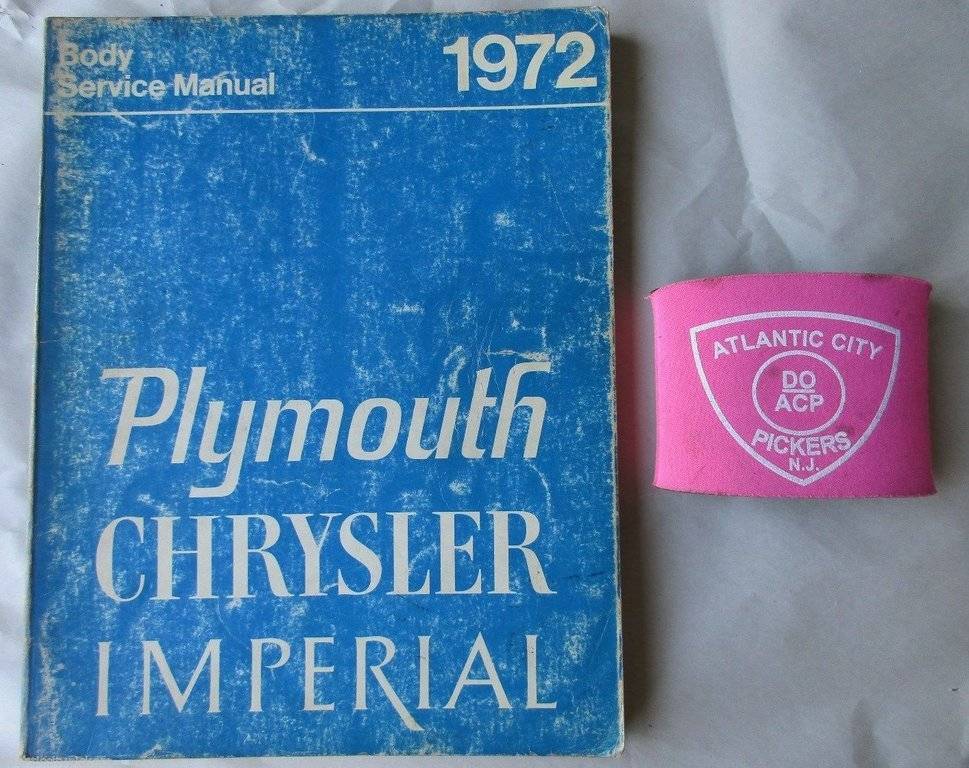 Body
Service Manual
1972
Plymouth
CHRYSLER
IMPERIAL
ATLANTIC CITY
DO
ACP
PICKERS
N.J.